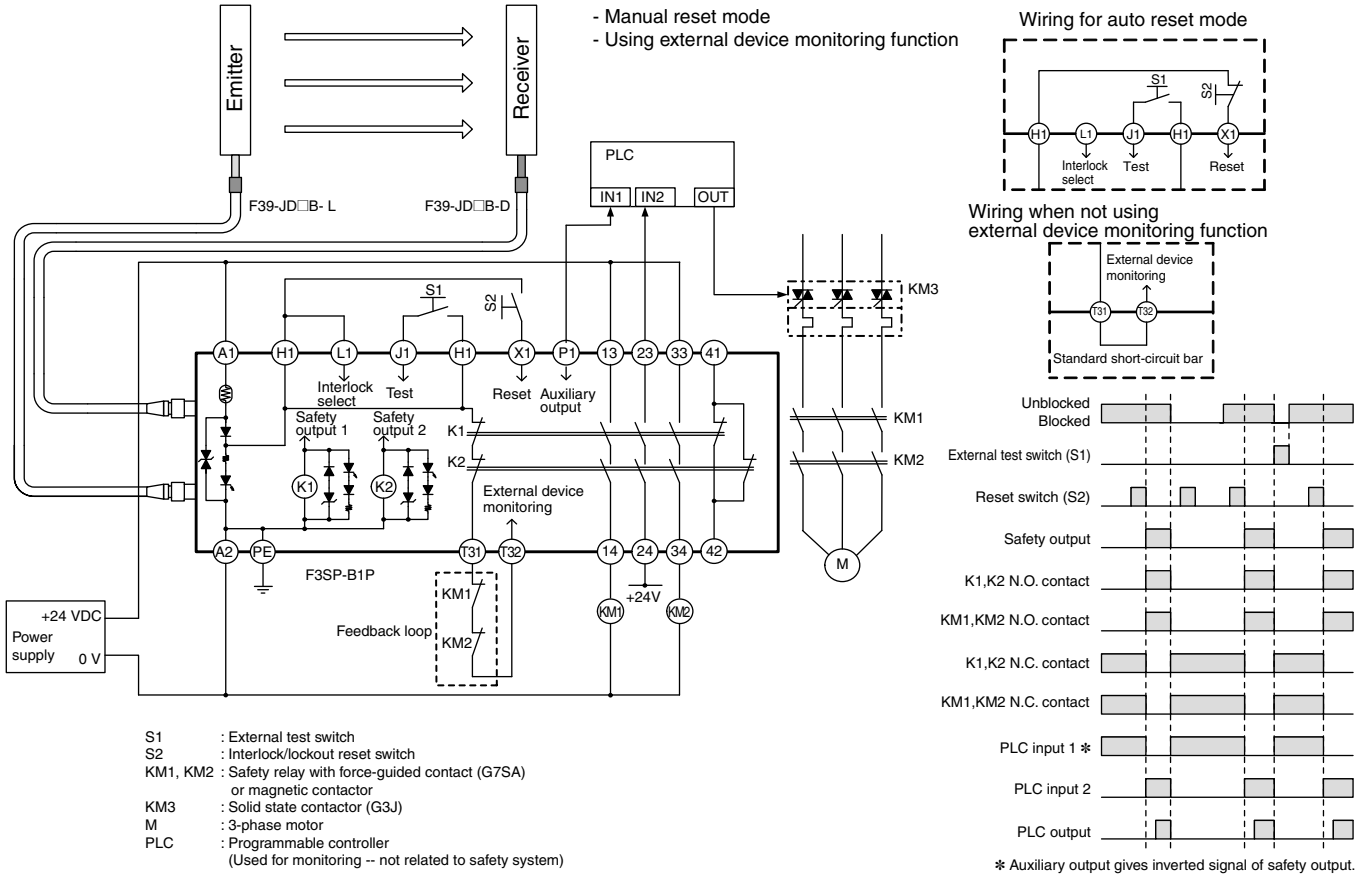 - Manual reset mode
- Using external device monitoring function
Emitter
Receiver
F39-JD□B- L
F39-JD□B-D
PLC
IN1 IN2 OUT
KM3
S1
S2
A1 H1 L1 J1 H1 X1 P1 13 23 33 41
Interlock
select
Test
Reset
Auxiliary
output
Safety
output 1
Safety
output 2
K1
K2
K1
K2
External device
monitoring
A2 PE T31 T32 14 24 34 42
F3SP-B1P
KM1
KM2
M
+24V
KM1
KM2
Feedback loop
KM1
KM2
+24 VDC
Power
supply
0 V
S1 : External test switch
S2 : Interlock/lockout reset switch
KM1, KM2 : Safety relay with force-guided contact (G7SA)
or magnetic contactor
KM3 : Solid state contactor (G3J)
M : 3-phase motor
PLC : Programmable controller
(Used for monitoring -- not related to safety system)
Wiring for auto reset mode
S1
S2
H1 L1 J1 H1 X1
Interlock
select
Test
Reset
Wiring when not using
external device monitoring function
External device
monitoring
T31 T32
Standard short-circuit bar
Unblocked
Blocked
External test switch (S1)
Reset switch (S2)
Safety output
K1,K2 N.O. contact
KM1,KM2 N.O. contact
K1,K2 N.C. contact
KM1,KM2 N.C. contact
PLC input 1 ✻
PLC input 2
PLC output
✻ Auxiliary output gives inverted signal of safety output.